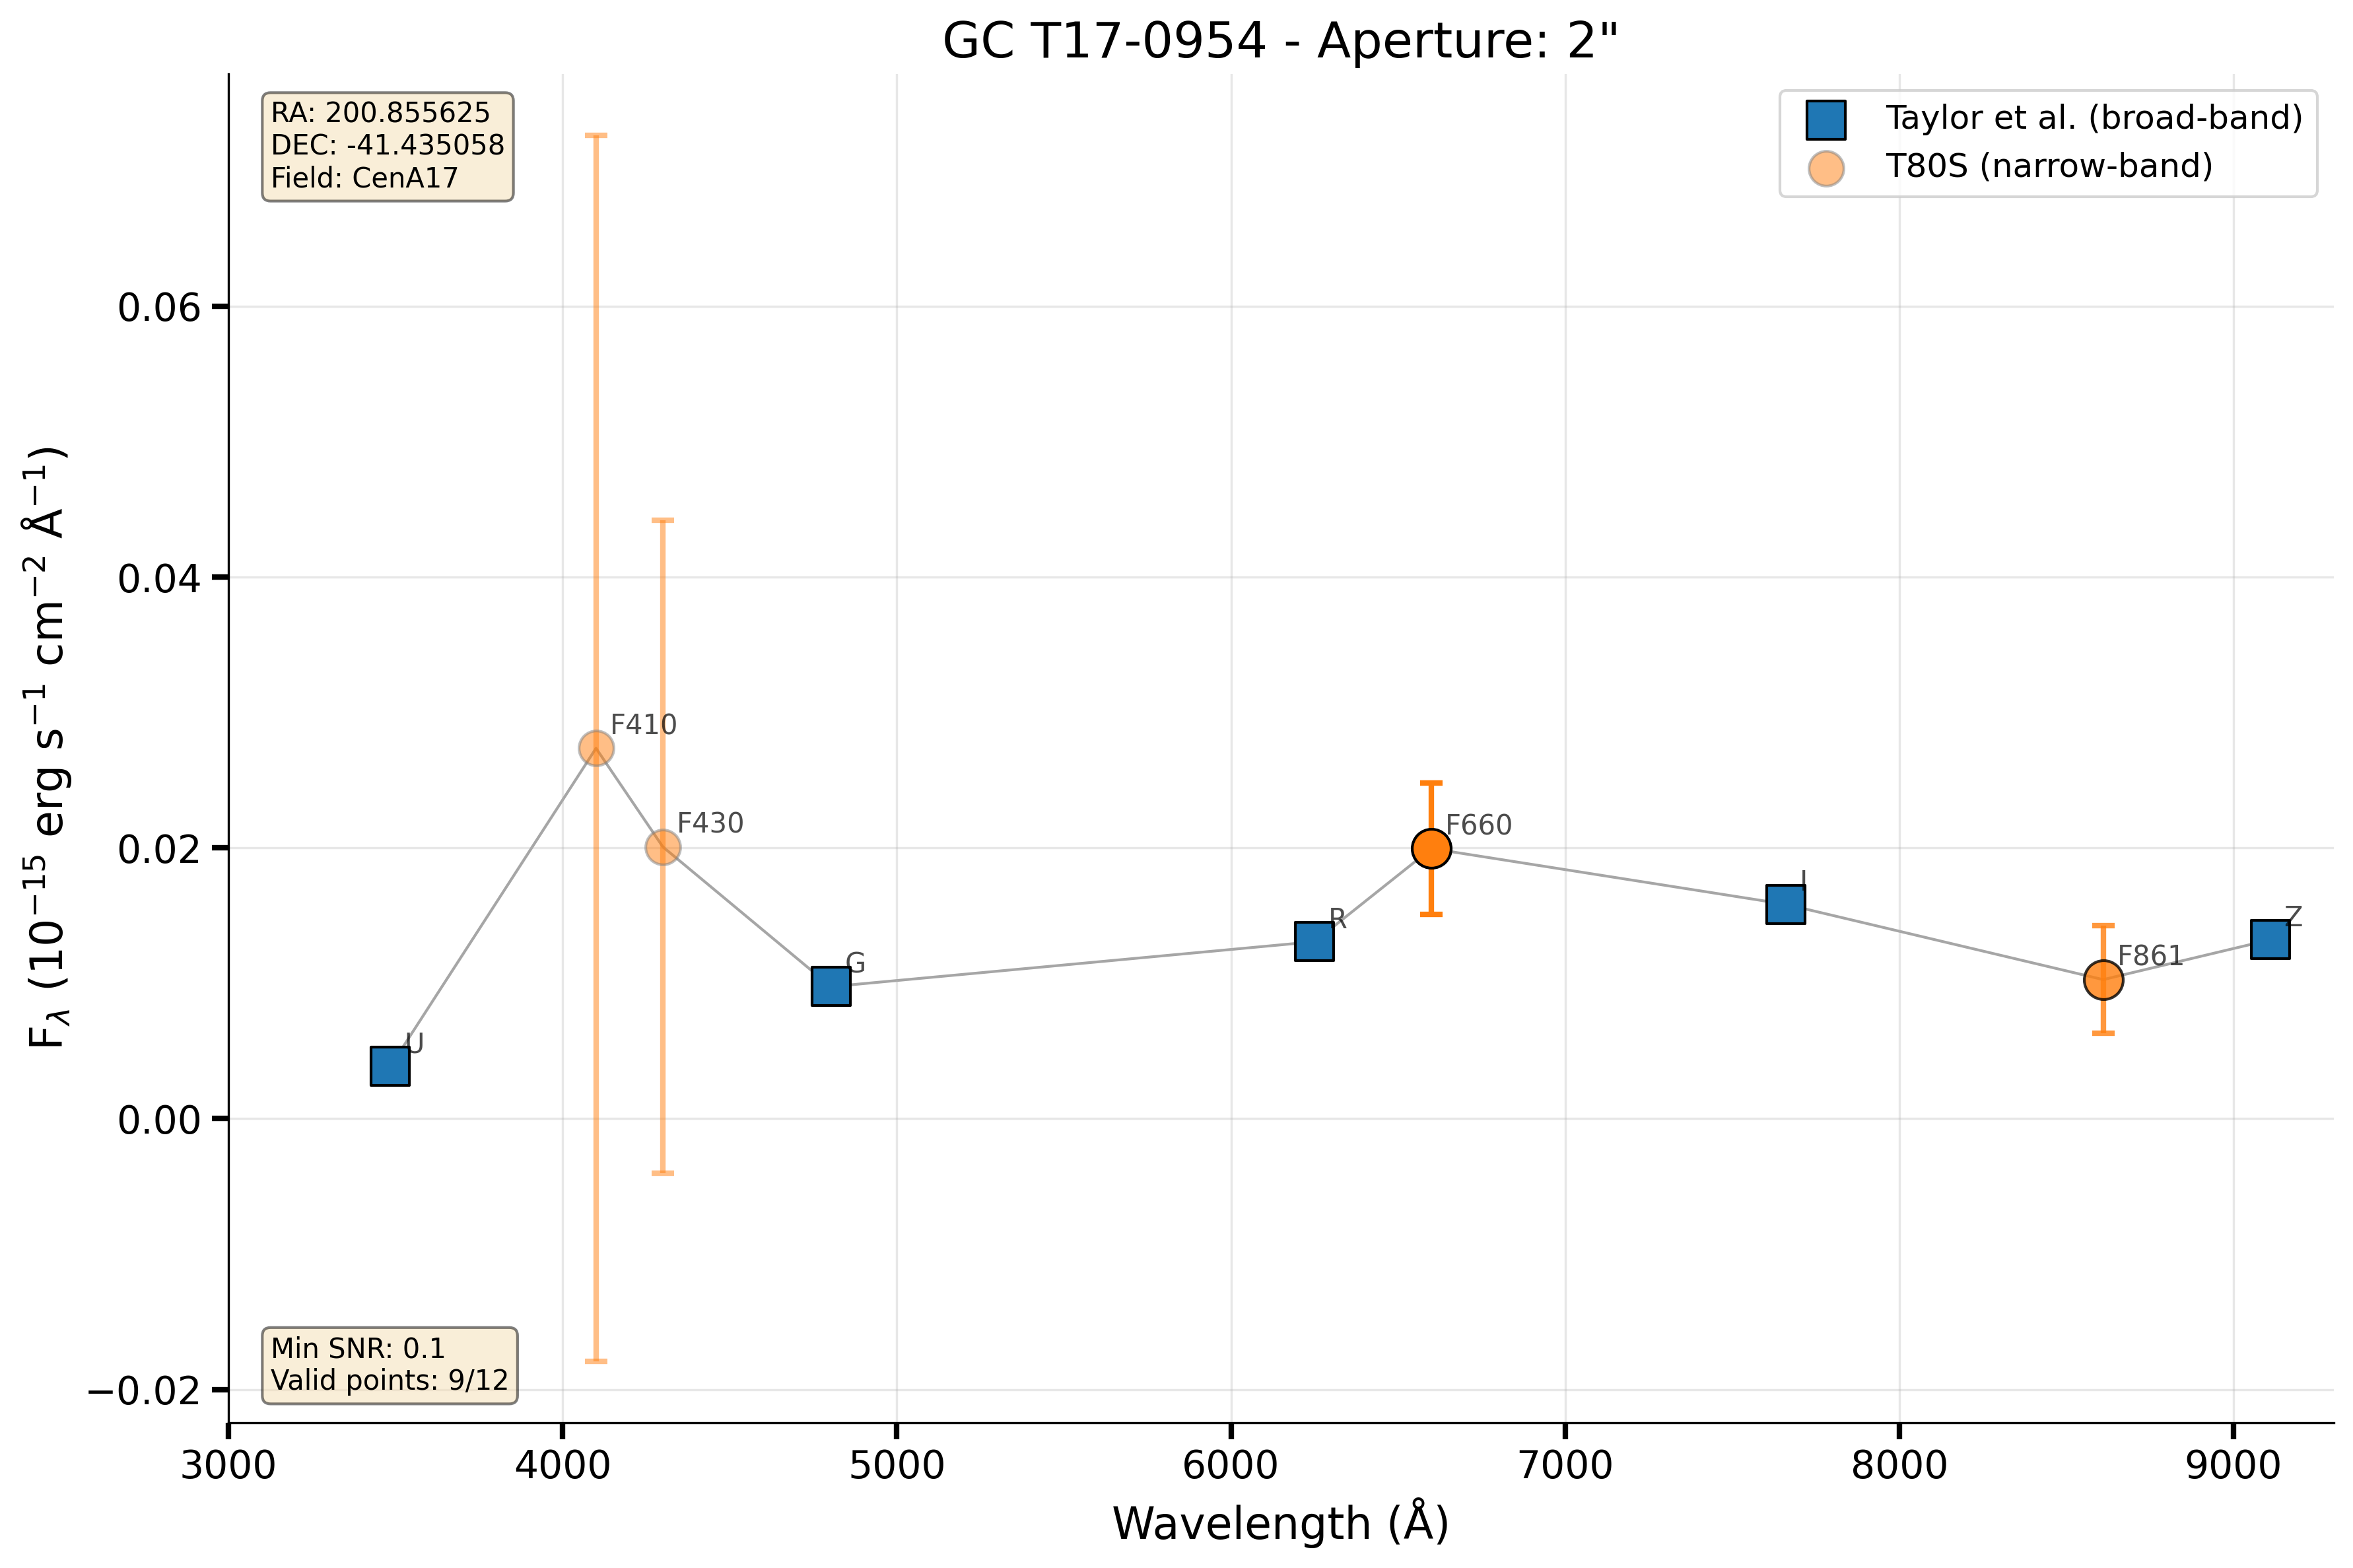 GC T17-0954 - Aperture: 2"
RA: 200.855625
DEC: -41.435058
Field: CenA17
Taylor et al. (broad-band)
T80S (narrow-band)
F$_{\lambda}$ (10$^{-15}$ erg s$^{-1}$ cm$^{-2}$ Å$^{-1}$)
0.06
0.04
0.02
0.00
−0.02
U
F410
F430
G
R
F660
I
F861
Z
Min SNR: 0.1
Valid points: 9/12
3000 4000 5000 6000 7000 8000 9000
Wavelength (Å)